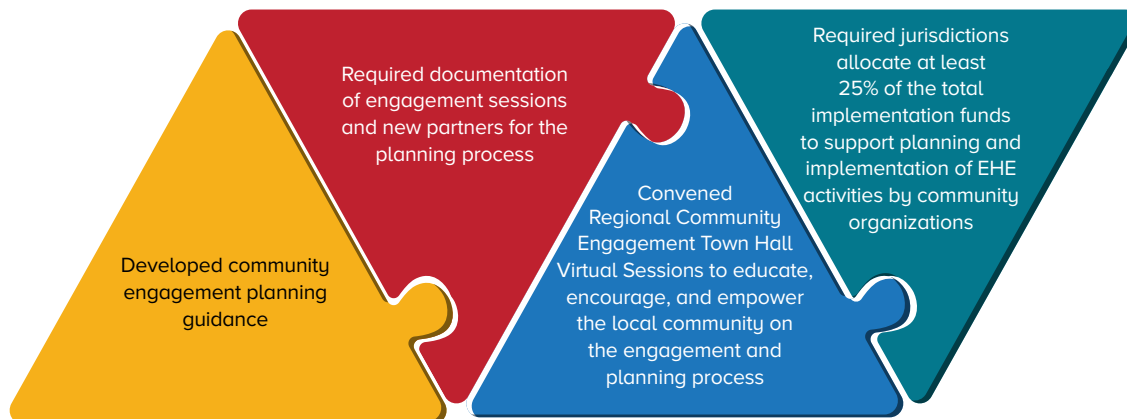 Developed community
engagement planning
guidance
Required documentation
of engagement sessions
and new partners for the
planning process
Convened
Regional Community
Engagement Town Hall
Virtual Sessions to educate,
encourage, and empower
the local community on
the engagement and
planning process
Required jurisdictions
allocate at least
25% of the total
implementation funds
to support planning and
implementation of EHE
activities by community
organizations